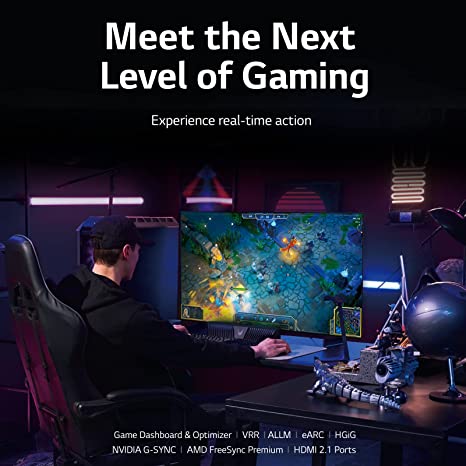 Meet the Next
Level of Gaming
Experience real-time action
Game Dashboard & Optimizer | VRR | ALLM | eARC | HGiG
NVIDIA G-SYNC | AMD FreeSync Premium | HDMI 2.1 Ports